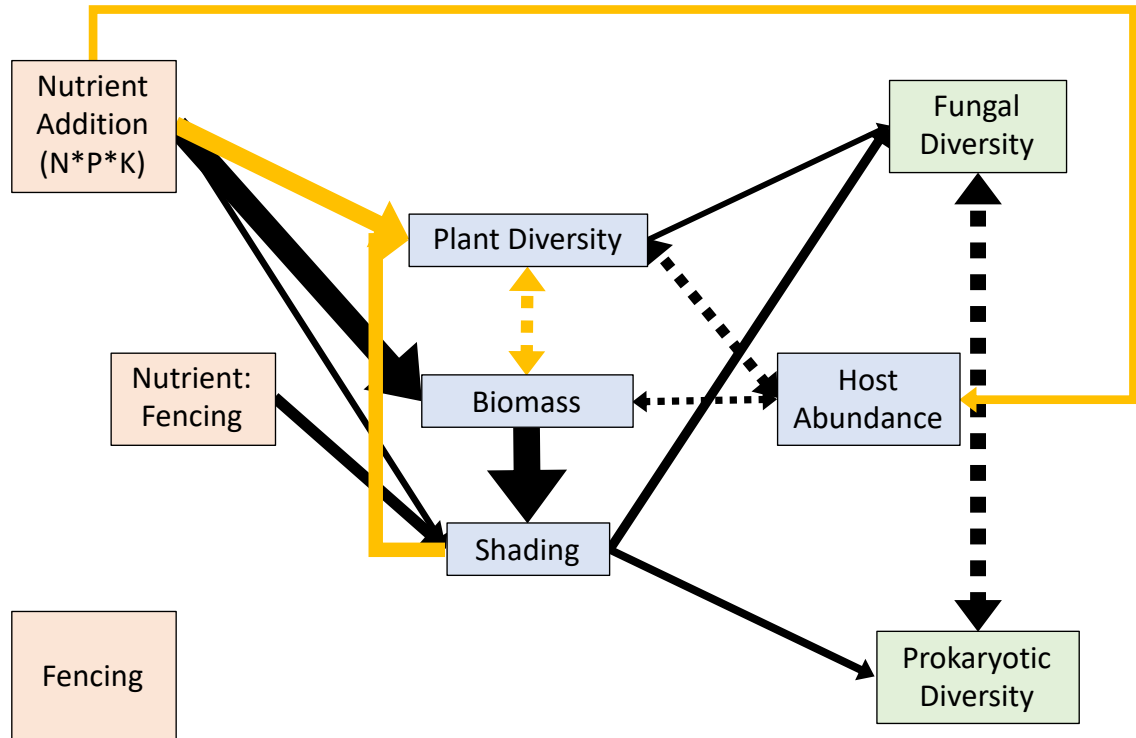 Nutrient
Addition
(N*P*K)
Fungal
Diversity
Plant Diversity
Nutrient:
Fencing
Biomass
Host
Abundance
Shading
Fencing
Prokaryotic
Diversity